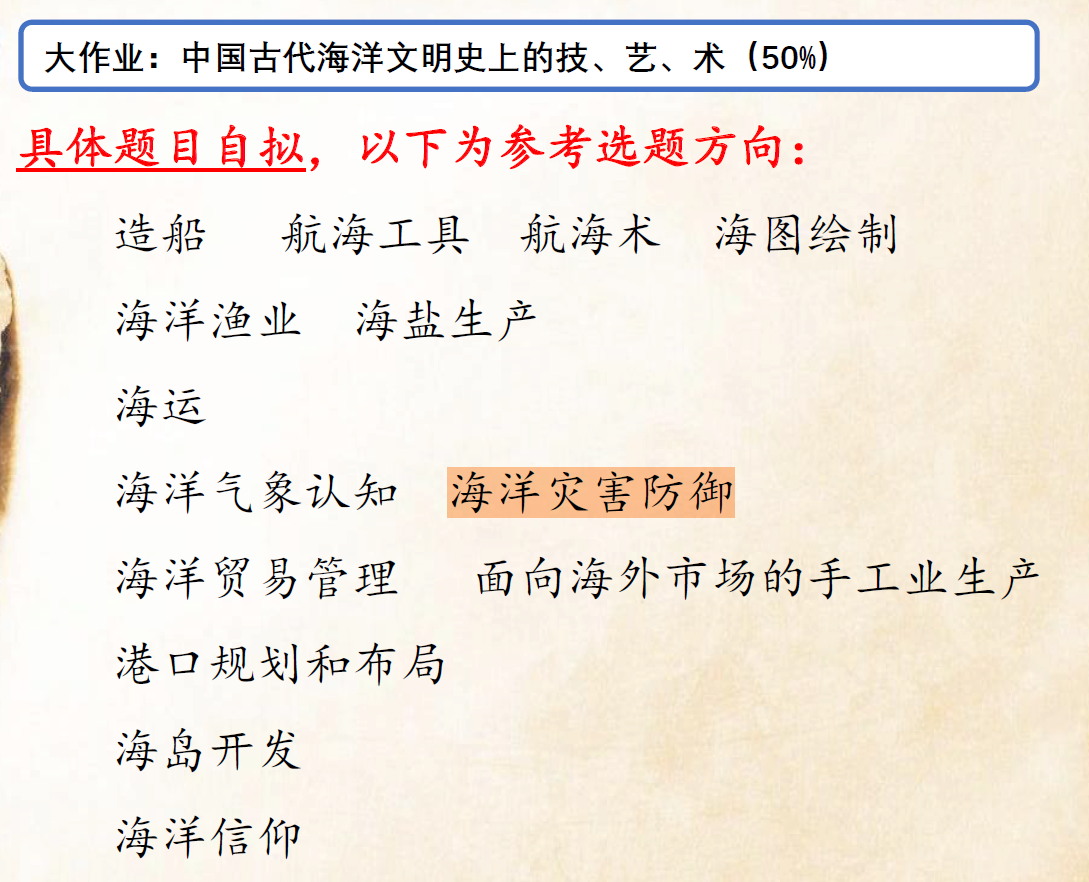 大作业：中国古代海洋文明史上的技、艺、术（50%）
具体题目自拟，以下为参考选题方向：
造船 航海工具 航海术 海图绘制
海洋渔业 海盐生产
海运
海洋气象认知 海洋灾害防御
海洋贸易管理 面向海外市场的手工业生产
港口规划和布局
海岛开发
海洋信仰